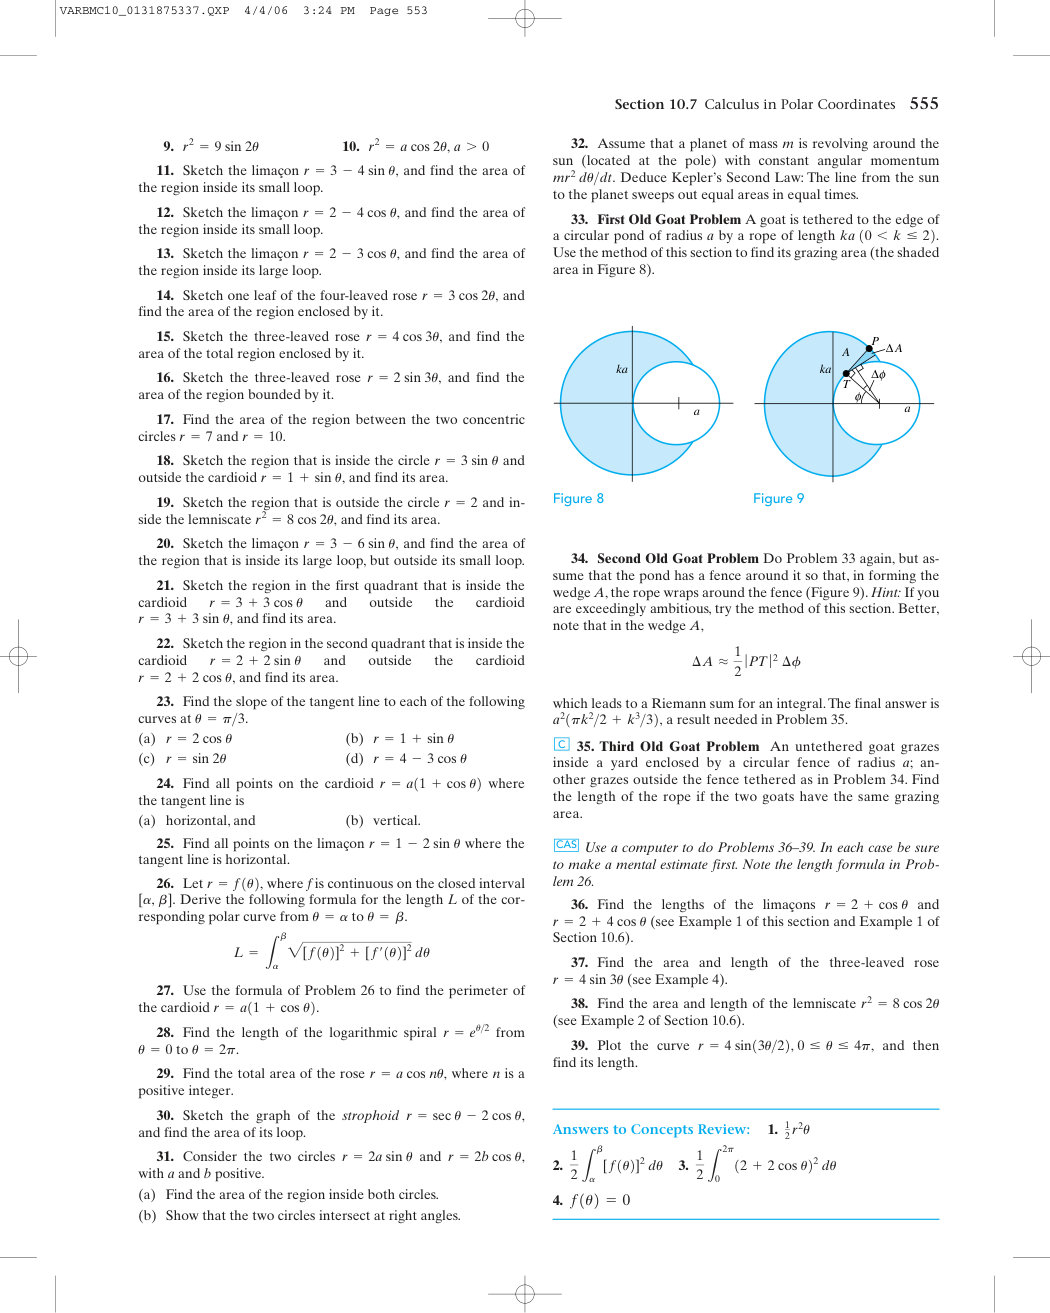 VARBMC10_0131875337.QXP 4/4/06 3:24 PM Page 553
Section 10.7 Calculus in Polar Coordinates 555
9. r² = 9 sin 2θ 10. r² = a cos 2θ, a > 0
11. Sketch the limaçon r = 3 − 4 sin θ, and find the area of
the region inside its small loop.
12. Sketch the limaçon r = 2 − 4 cos θ, and find the area of
the region inside its small loop.
13. Sketch the limaçon r = 2 − 3 cos θ, and find the area of
the region inside its large loop.
14. Sketch one leaf of the four-leaved rose r = 3 cos 2θ, and
find the area of the region enclosed by it.
15. Sketch the three-leaved rose r = 4 cos 3θ, and find the
area of the total region enclosed by it.
16. Sketch the three-leaved rose r = 2 sin 3θ, and find the
area of the region bounded by it.
17. Find the area of the region between the two concentric
circles r = 7 and r = 10.
18. Sketch the region that is inside the circle r = 3 sin θ and
outside the cardioid r = 1 + sin θ, and find its area.
19. Sketch the region that is outside the circle r = 2 and in-
side the lemniscate r² = 8 cos 2θ, and find its area.
20. Sketch the limaçon r = 3 − 6 sin θ, and find the area of
the region that is inside its large loop, but outside its small loop.
21. Sketch the region in the first quadrant that is inside the
cardioid r = 3 + 3 cos θ and outside the cardioid
r = 3 + 3 sin θ, and find its area.
22. Sketch the region in the second quadrant that is inside the
cardioid r = 2 + 2 sin θ and outside the cardioid
r = 2 + 2 cos θ, and find its area.
23. Find the slope of the tangent line to each of the following
curves at θ = π/3.
(a) r = 2 cos θ (b) r = 1 + sin θ
(c) r = sin 2θ (d) r = 4 − 3 cos θ
24. Find all points on the cardioid r = a(1 + cos θ) where
the tangent line is
(a) horizontal, and (b) vertical.
25. Find all points on the limaçon r = 1 − 2 sin θ where the
tangent line is horizontal.
26. Let r = f(θ), where f is continuous on the closed interval
[α, β]. Derive the following formula for the length L of the cor-
responding polar curve from θ = α to θ = β.
L = ∫_α^β √([f(θ)]² + [f′(θ)]²) dθ
27. Use the formula of Problem 26 to find the perimeter of
the cardioid r = a(1 + cos θ).
28. Find the length of the logarithmic spiral r = e^(θ/2) from
θ = 0 to θ = 2π.
29. Find the total area of the rose r = a cos nθ, where n is a
positive integer.
30. Sketch the graph of the strophoid r = sec θ − 2 cos θ,
and find the area of its loop.
31. Consider the two circles r = 2a sin θ and r = 2b cos θ,
with a and b positive.
(a) Find the area of the region inside both circles.
(b) Show that the two circles intersect at right angles.
32. Assume that a planet of mass m is revolving around the
sun (located at the pole) with constant angular momentum
mr² dθ/dt. Deduce Kepler's Second Law: The line from the sun
to the planet sweeps out equal areas in equal times.
33. First Old Goat Problem A goat is tethered to the edge of
a circular pond of radius a by a rope of length ka (0 < k ≤ 2).
Use the method of this section to find its grazing area (the shaded
area in Figure 8).
ka
a
Figure 8
P
A
ΔA
ka
Δϕ
T
ϕ
a
Figure 9
34. Second Old Goat Problem Do Problem 33 again, but as-
sume that the pond has a fence around it so that, in forming the
wedge A, the rope wraps around the fence (Figure 9). Hint: If you
are exceedingly ambitious, try the method of this section. Better,
note that in the wedge A,
ΔA ≈ 1/2 |PT|² Δϕ
which leads to a Riemann sum for an integral. The final answer is
a²(πk²/2 + k³/3), a result needed in Problem 35.
C 35. Third Old Goat Problem An untethered goat grazes
inside a yard enclosed by a circular fence of radius a; an-
other grazes outside the fence tethered as in Problem 34. Find
the length of the rope if the two goats have the same grazing
area.
CAS Use a computer to do Problems 36–39. In each case be sure
to make a mental estimate first. Note the length formula in Prob-
lem 26.
36. Find the lengths of the limaçons r = 2 + cos θ and
r = 2 + 4 cos θ (see Example 1 of this section and Example 1 of
Section 10.6).
37. Find the area and length of the three-leaved rose
r = 4 sin 3θ (see Example 4).
38. Find the area and length of the lemniscate r² = 8 cos 2θ
(see Example 2 of Section 10.6).
39. Plot the curve r = 4 sin(3θ/2), 0 ≤ θ ≤ 4π, and then
find its length.
Answers to Concepts Review: 1. 1/2 r²θ
2. 1/2 ∫_α^β [f(θ)]² dθ 3. 1/2 ∫_0^2π (2 + 2 cos θ)² dθ
4. f(θ) = 0